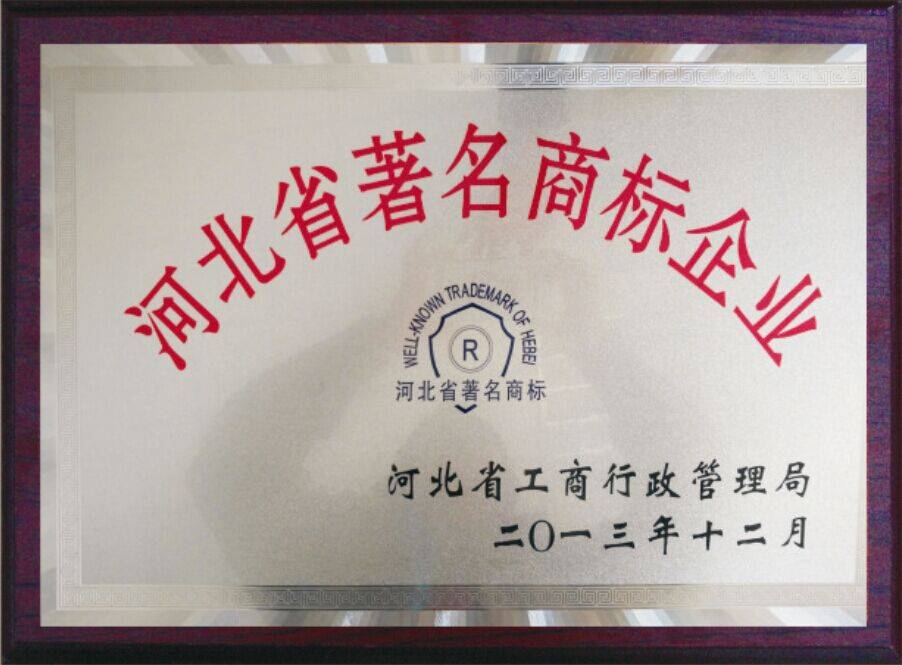 河北省著名商标企业
WELL-KNOWN TRADEMARK OF HEBEI
R
河北省著名商标
河北省工商行政管理局
二〇一三年十二月